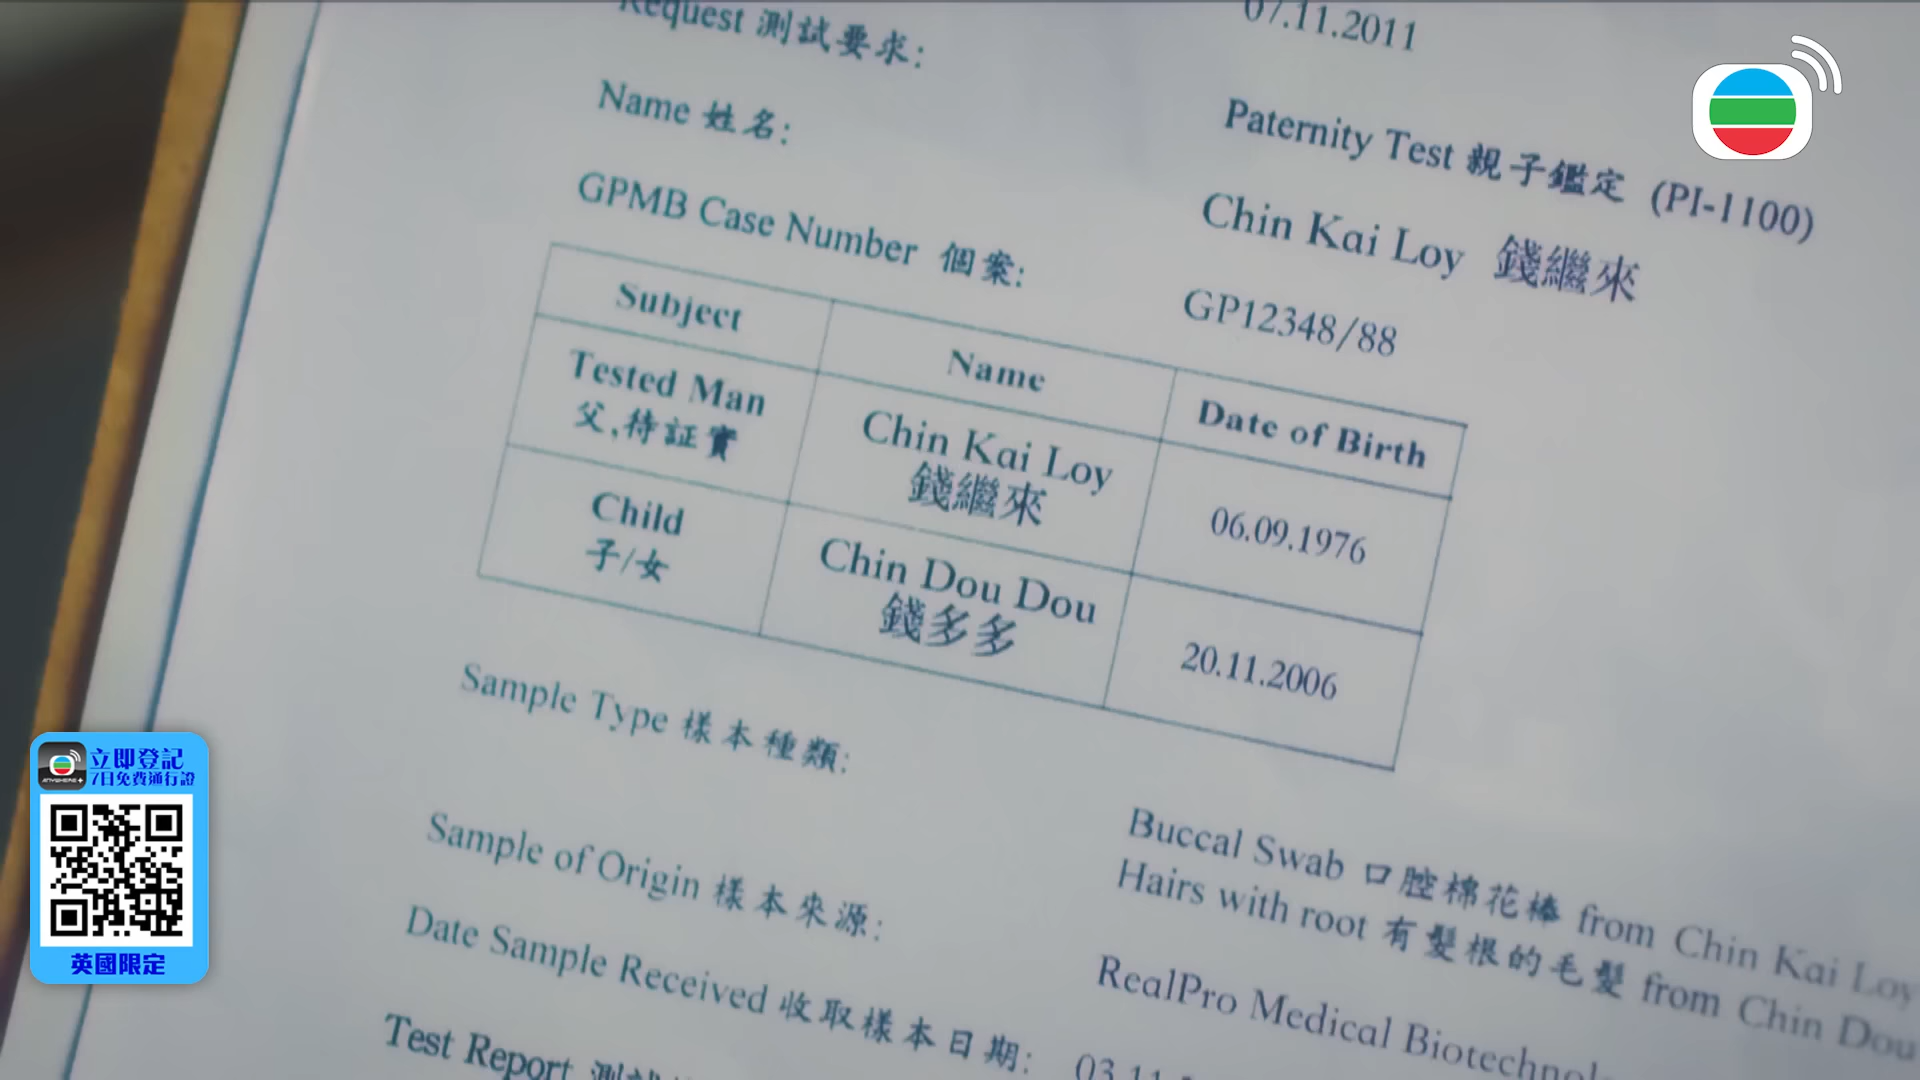 07.11.2011
Request 測試要求:
Paternity Test 親子鑑定 (PI-1100)
Name 姓名:
Chin Kai Loy 錢繼來
GPMB Case Number 個案:
GP12348/88
Subject
Name
Date of Birth
Tested Man
父,待証實
Chin Kai Loy
錢繼來
06.09.1976
Child
子/女
Chin Dou Dou
錢多多
20.11.2006
Sample Type 樣本種類:
Buccal Swab 口腔棉花棒 from Chin Kai Loy
Hairs with root 有髮根的毛髮 from Chin Dou
Sample of Origin 樣本來源:
RealPro Medical
Date Sample Received 收取樣本日期:
03.11
Test Report 測試
立即登記
7日免費通行證
英國限定